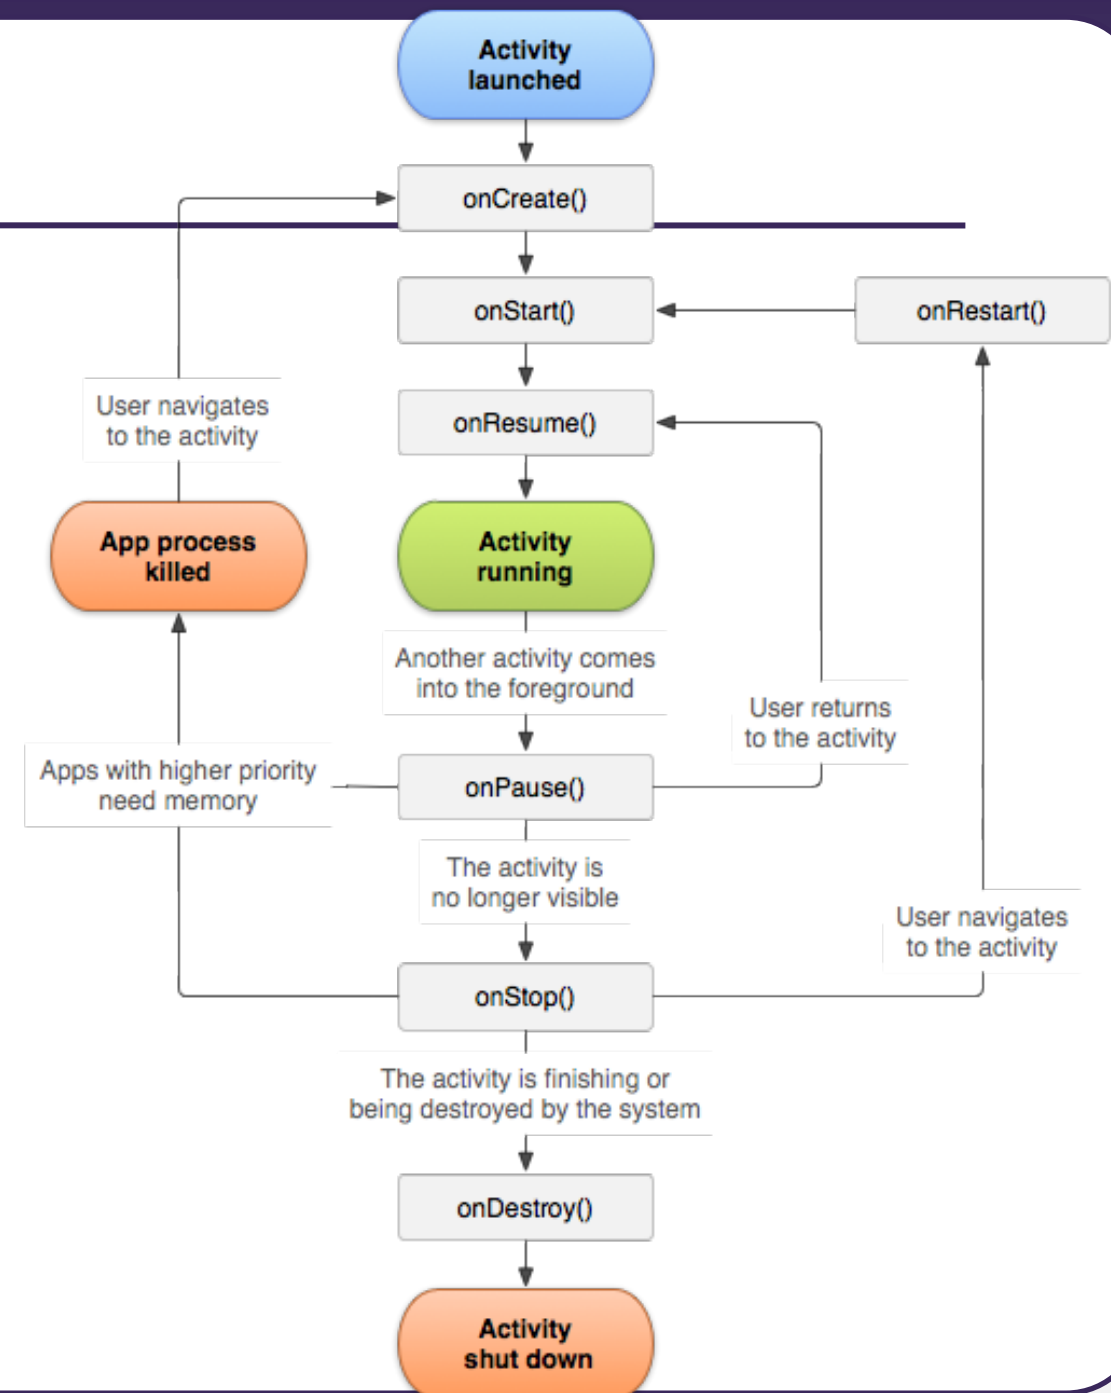 Activity
launched
onCreate()
onStart()
onRestart()
User navigates
to the activity
onResume()
App process
killed
Activity
running
Another activity comes
into the foreground
User returns
to the activity
Apps with higher priority
need memory
onPause()
The activity is
no longer visible
User navigates
to the activity
onStop()
The activity is finishing or
being destroyed by the system
onDestroy()
Activity
shut down